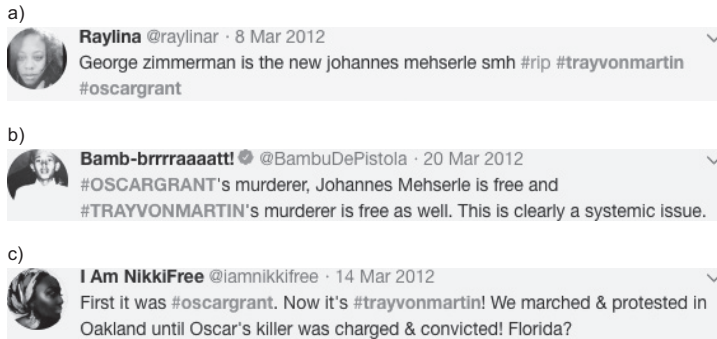 a)
Raylina @raylinar · 8 Mar 2012
George zimmerman is the new johannes mehserle smh #rip #trayvonmartin
#oscargrant
b)
Bamb-brrrraaaatt! @BambuDePistola · 20 Mar 2012
#OSCARGRANT's murderer, Johannes Mehserle is free and
#TRAYVONMARTIN's murderer is free as well. This is clearly a systemic issue.
c)
I Am NikkiFree @iamnikkifree · 14 Mar 2012
First it was #oscargrant. Now it's #trayvonmartin! We marched & protested in
Oakland until Oscar's killer was charged & convicted! Florida?